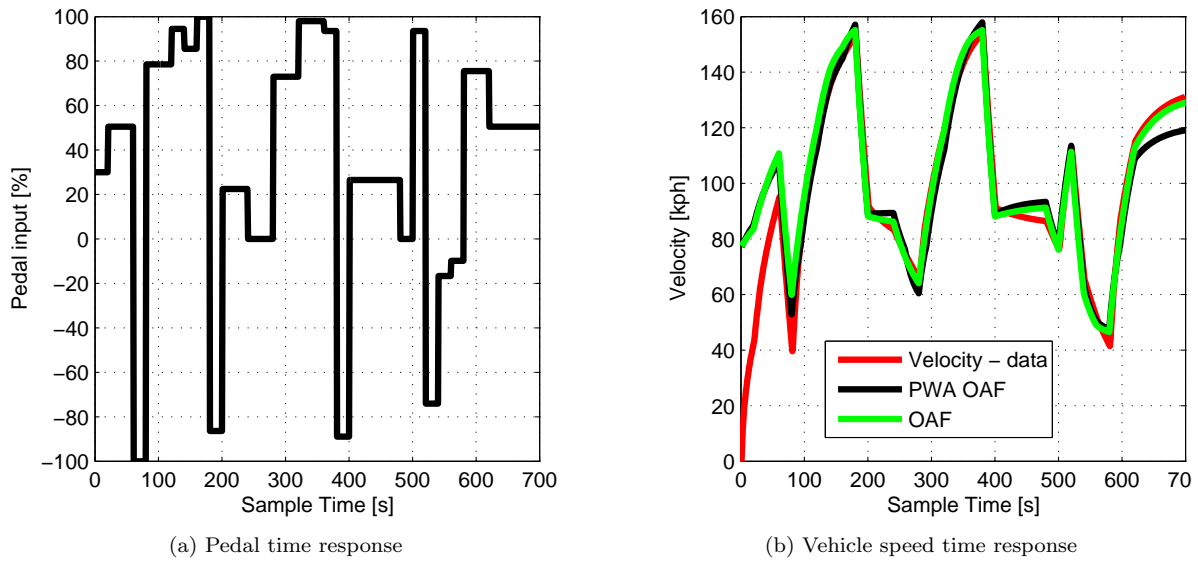 100
80
60
40
20
0
−20
−40
−60
−80
−100
Pedal input [%]
0 100 200 300 400 500 600 700
Sample Time [s]
(a) Pedal time response
160
140
120
100
80
60
40
20
0
Velocity [kph]
Velocity − data
PWA OAF
OAF
0 100 200 300 400 500 600 70
Sample Time [s]
(b) Vehicle speed time response